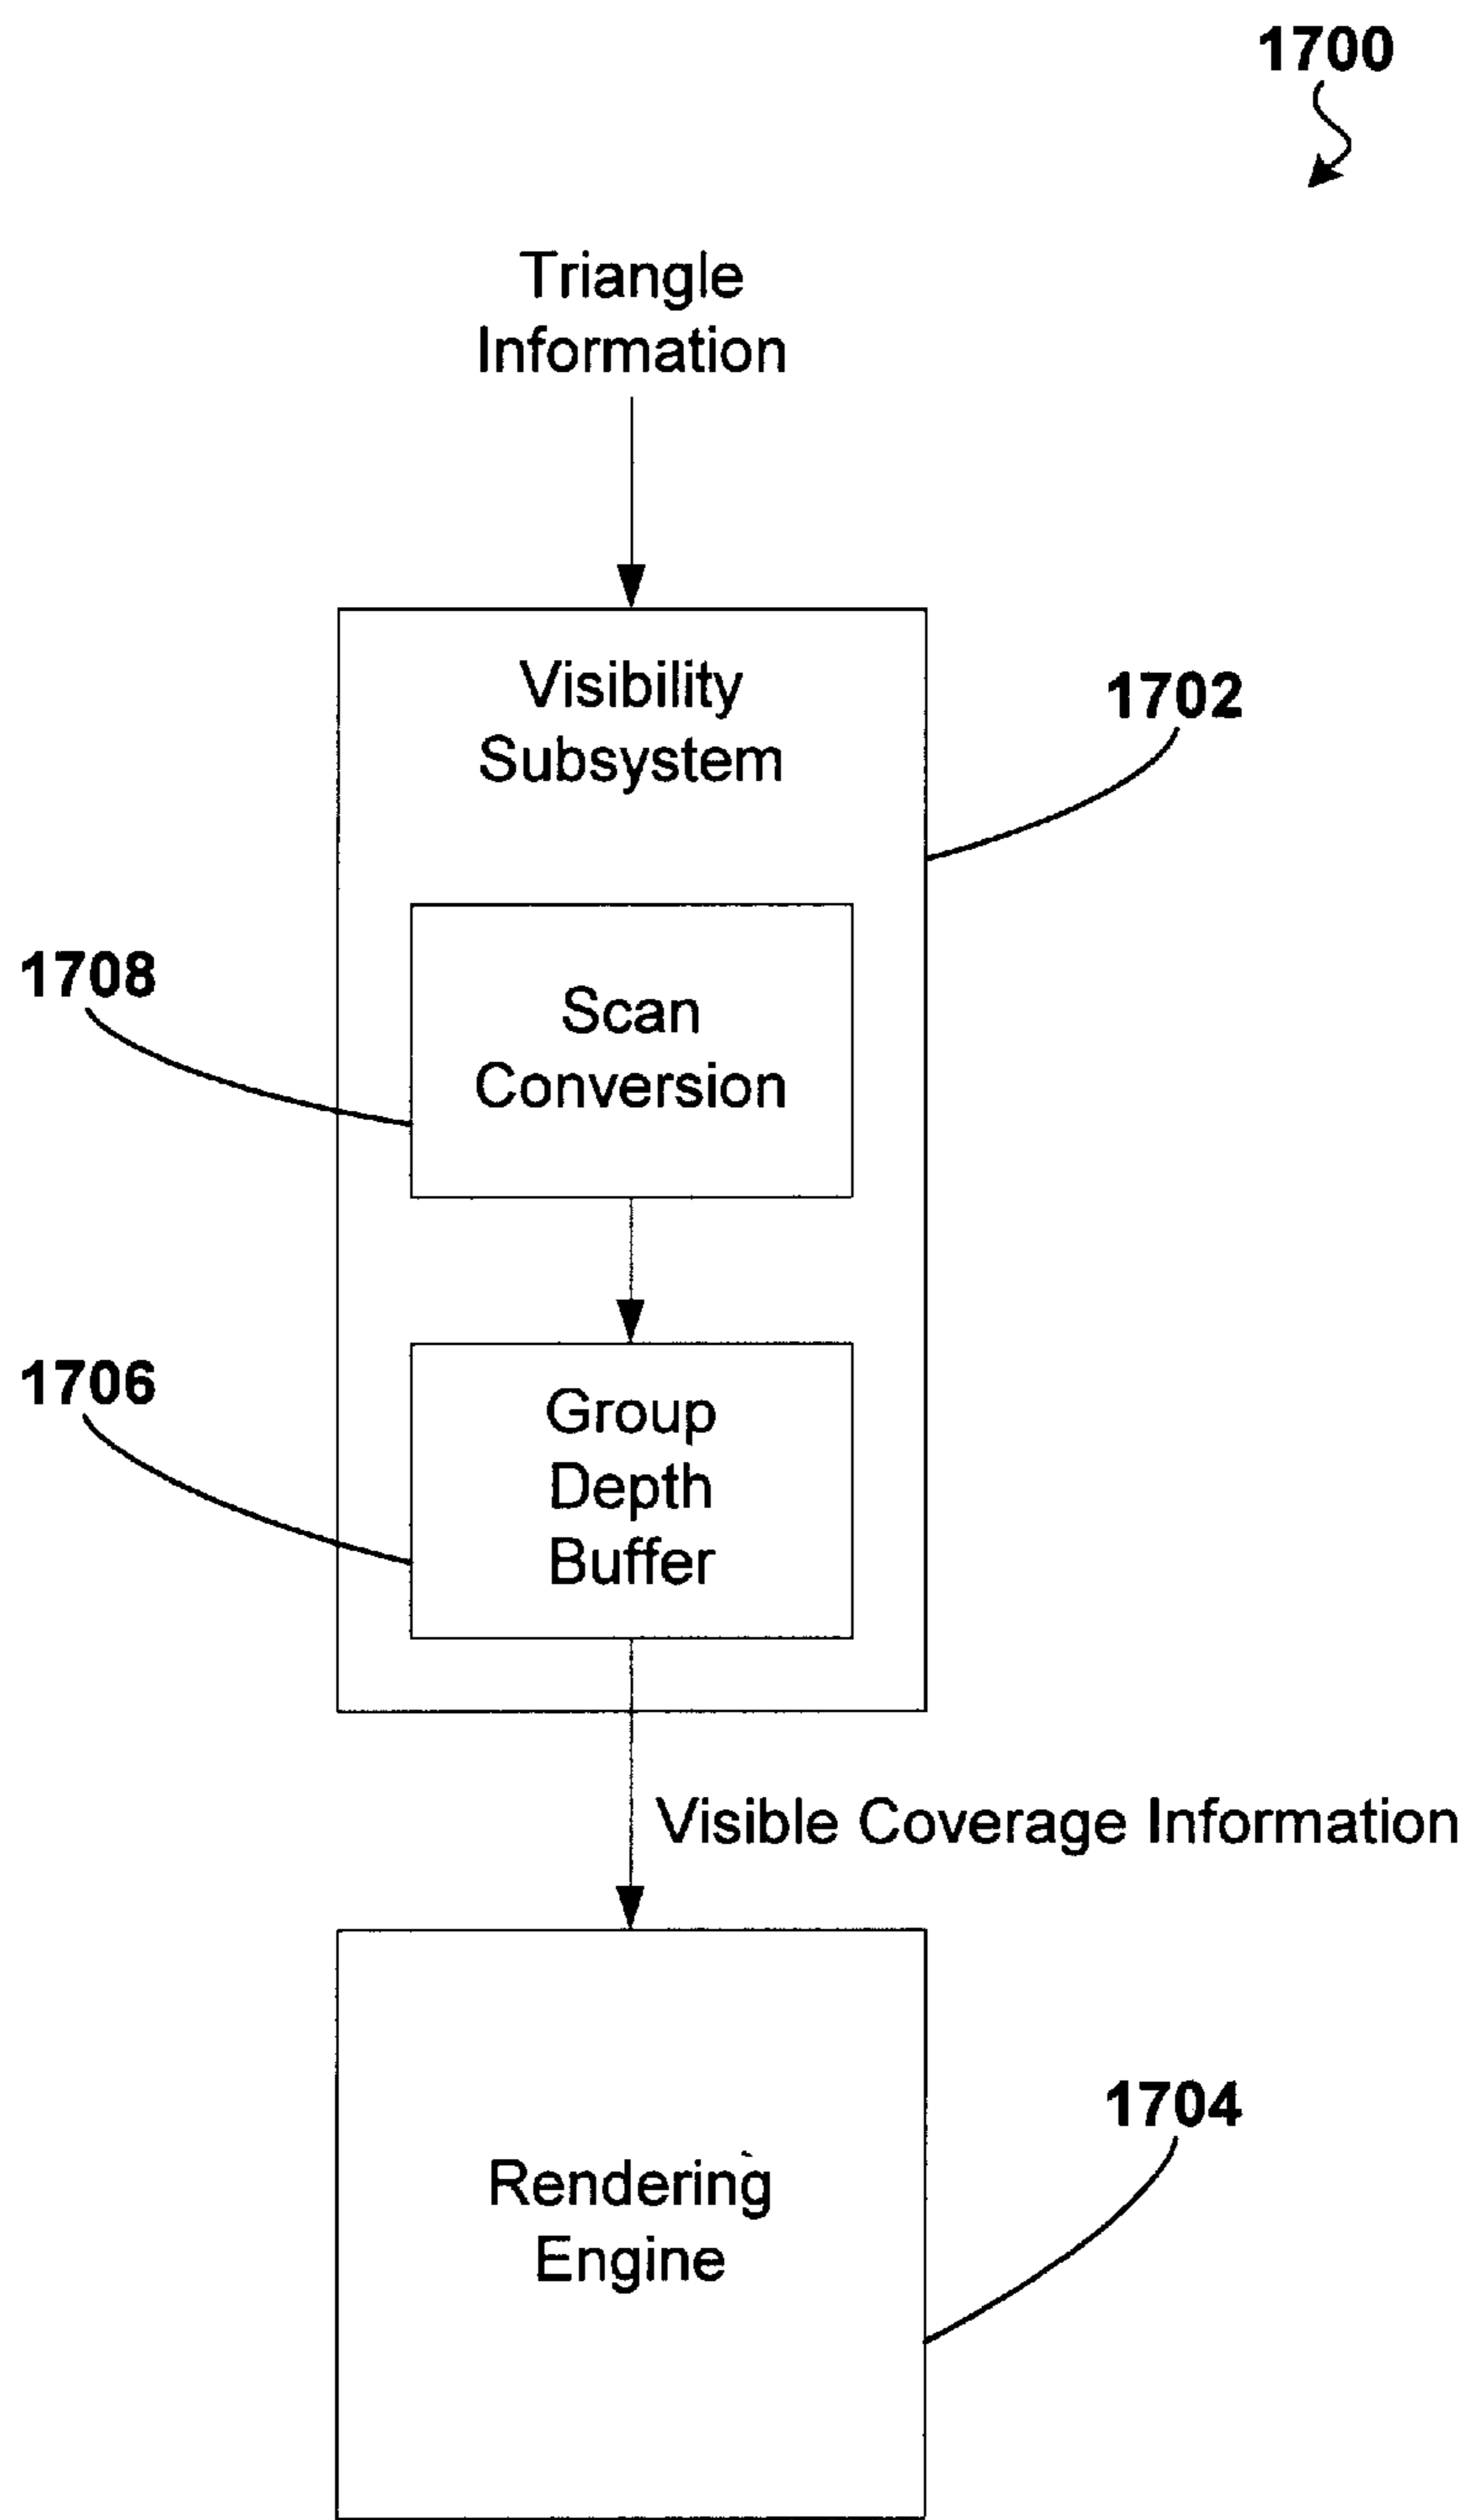 1700
Triangle
Information
Visibility
Subsystem
1702
1708
Scan
Conversion
1706
Group
Depth
Buffer
Visible Coverage Information
1704
Rendering
Engine